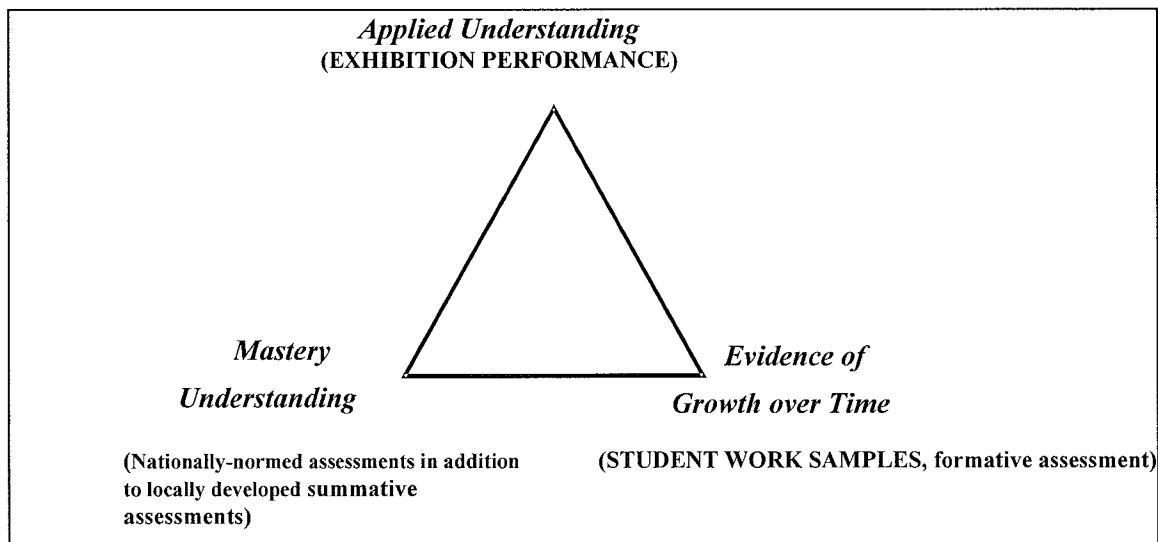 Applied Understanding
(EXHIBITION PERFORMANCE)
Mastery
Understanding
Evidence of
Growth over Time
(Nationally-normed assessments in addition
to locally developed summative
assessments)
(STUDENT WORK SAMPLES, formative assessment)